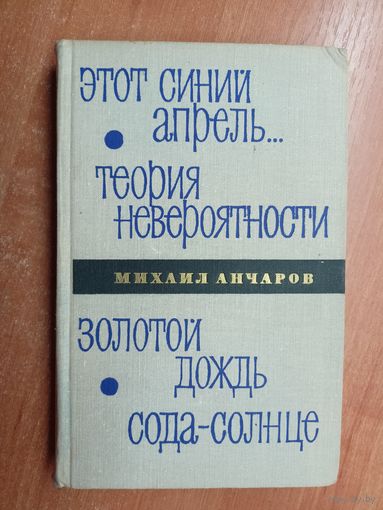 ЭТОТ СИНИЙ
• апрель...
теория
невероятности
МИХАИЛ АНЧАРОВ
ЗОЛОТОЙ
• ДОЖДЬ
СОДА-СОЛНЦЕ